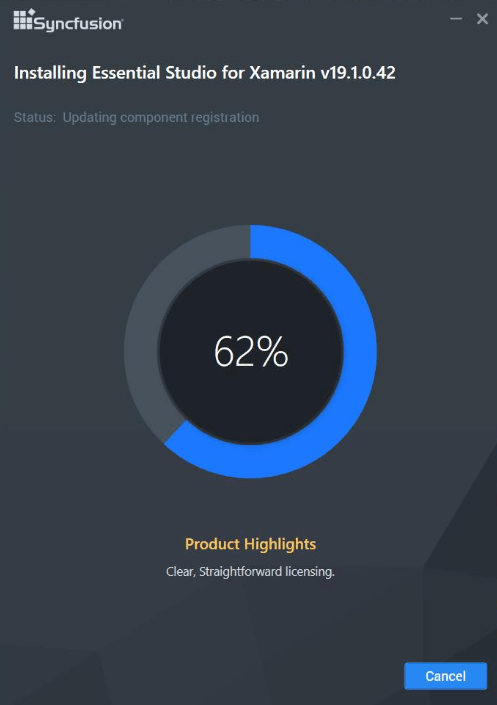 Syncfusion
Installing Essential Studio for Xamarin v19.1.0.42
Status: Updating component registration
62%
Product Highlights
Clear, Straightforward licensing.
Cancel